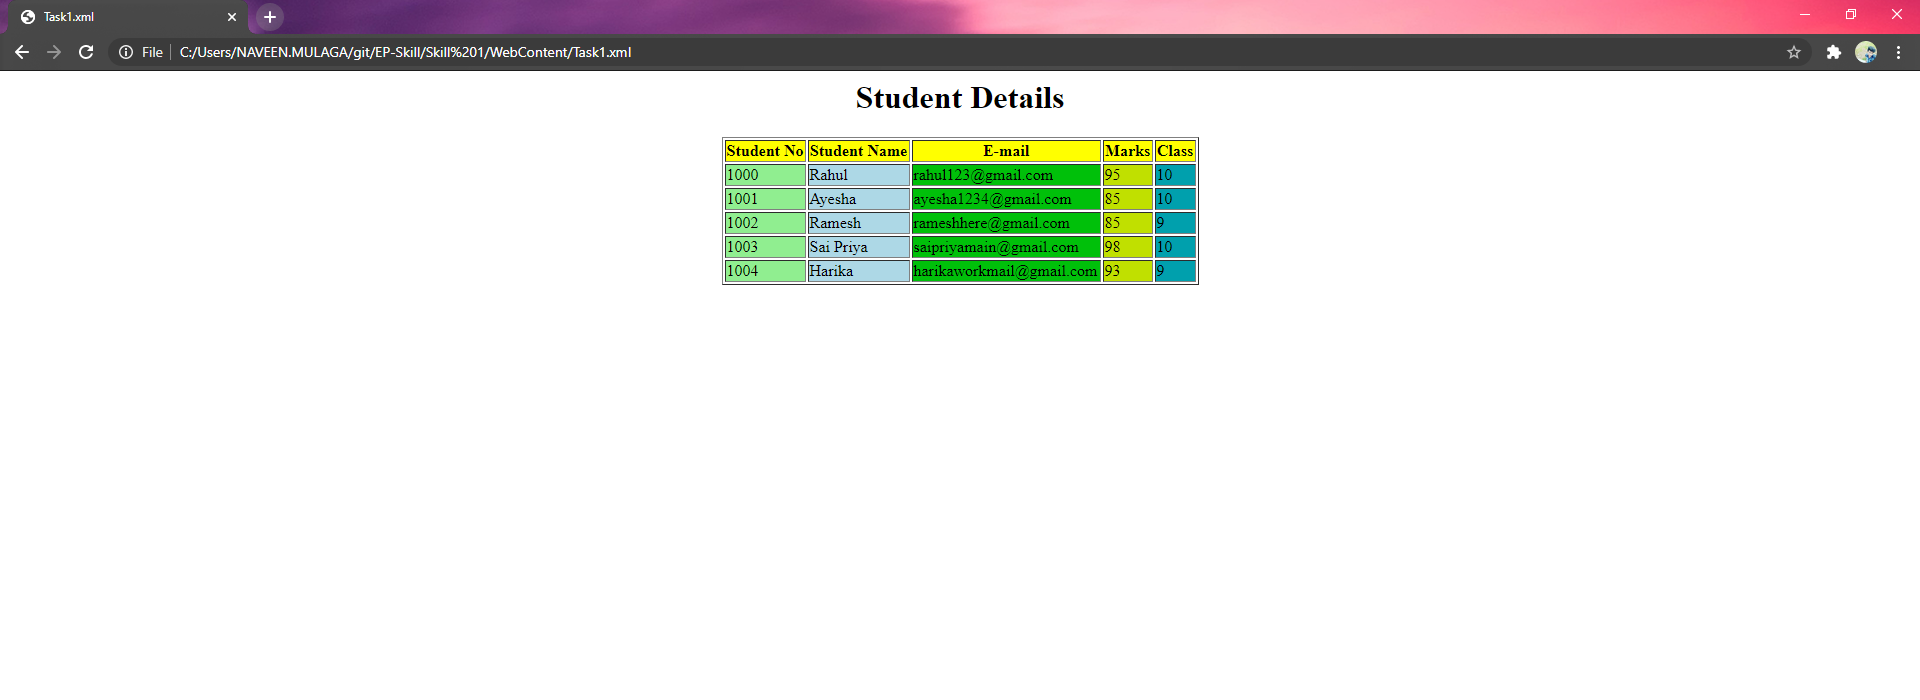 Task1.xml
File C:/Users/NAVEEN.MULAGA/git/EP-Skill/Skill%201/WebContent/Task1.xml
Student Details
Student No Student Name E-mail Marks Class
1000 Rahul rahul123@gmail.com 95 10
1001 Ayesha ayesha1234@gmail.com 85 10
1002 Ramesh rameshhere@gmail.com 85 9
1003 Sai Priya saipriyamain@gmail.com 98 10
1004 Harika harikaworkmail@gmail.com 93 9